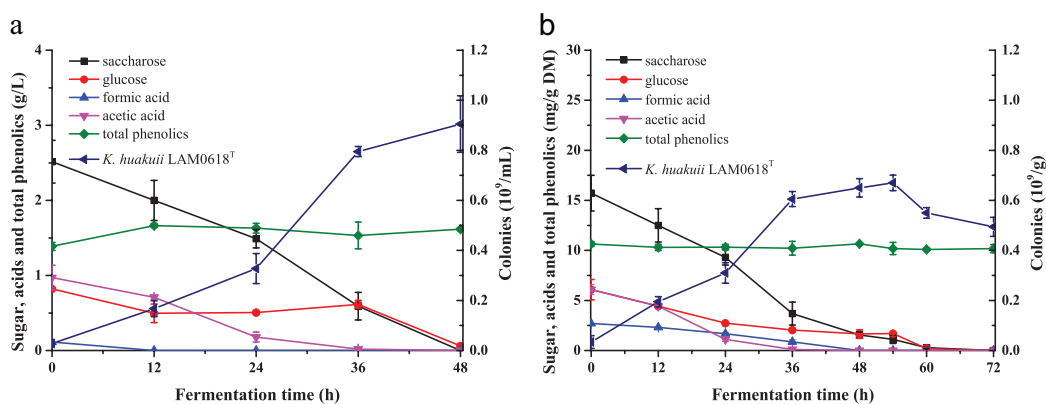 a
Sugar, acids and total phenolics (g/L)
4
3
2
1
0
saccharose
glucose
formic acid
acetic acid
total phenolics
K. huakuii LAM0618ᵀ
1.2
1.0
0.8
0.6
0.4
0.2
0.0
Colonies (10⁹/mL)
0 12 24 36 48
Fermentation time (h)
b
Sugar, acids and total phenolics (mg/g DM)
30
25
20
15
10
5
0
saccharose
glucose
formic acid
acetic acid
total phenolics
K. huakuii LAM0618ᵀ
1.2
1.0
0.8
0.6
0.4
0.2
0.0
Colonies (10⁹/g)
0 12 24 36 48 60 72
Fermentation time (h)